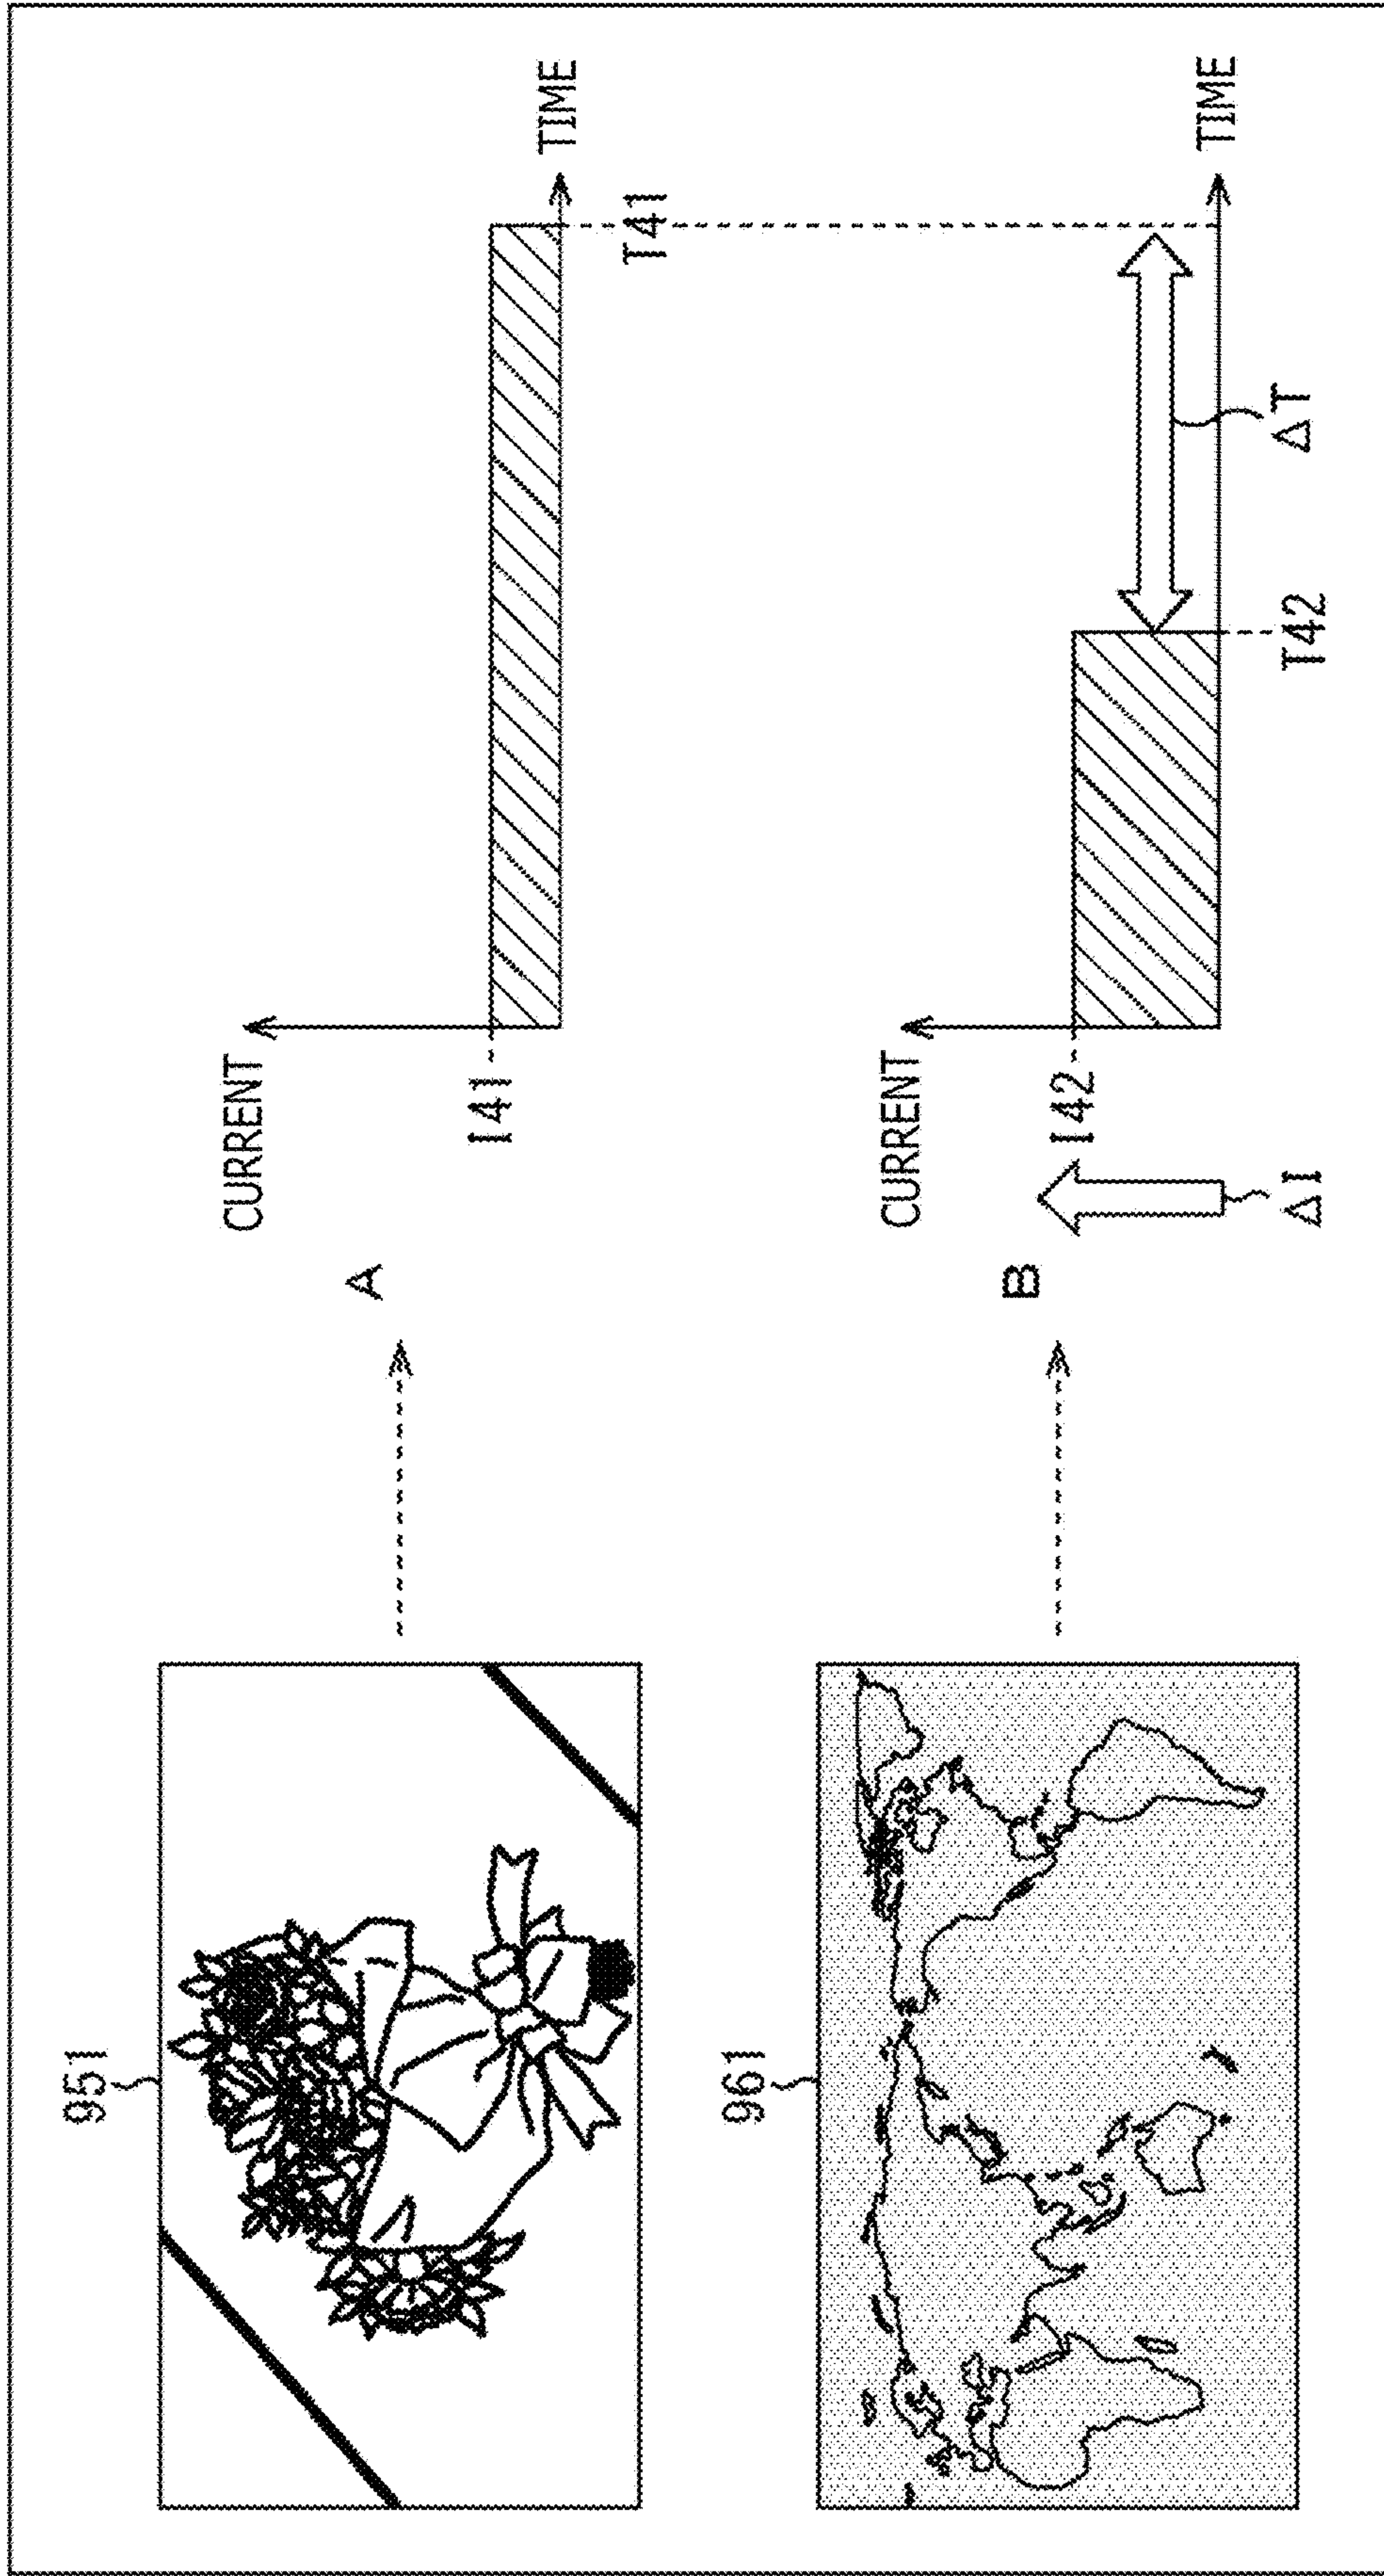 951
A
CURRENT
I41
TIME
T41
961
B
CURRENT
I42
ΔI
TIME
T42
ΔT